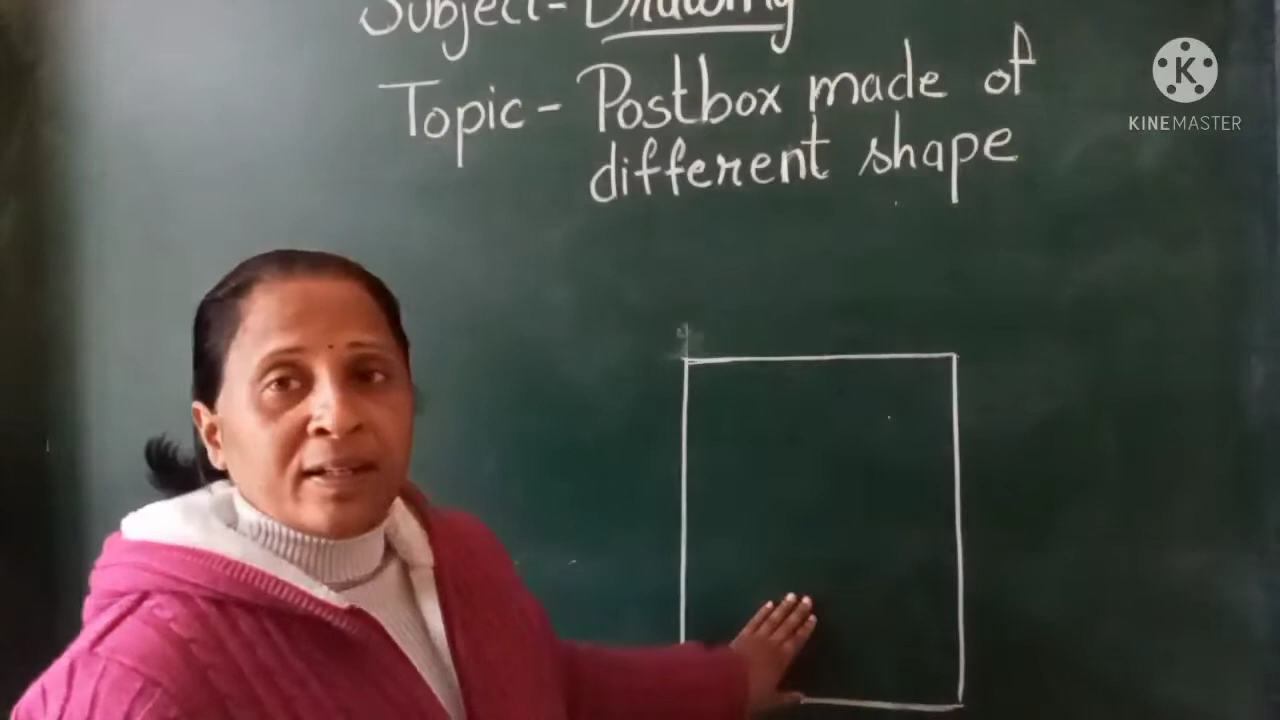 Subject- Drawing
Topic- Postbox made of
different shape
K
KINEMASTER